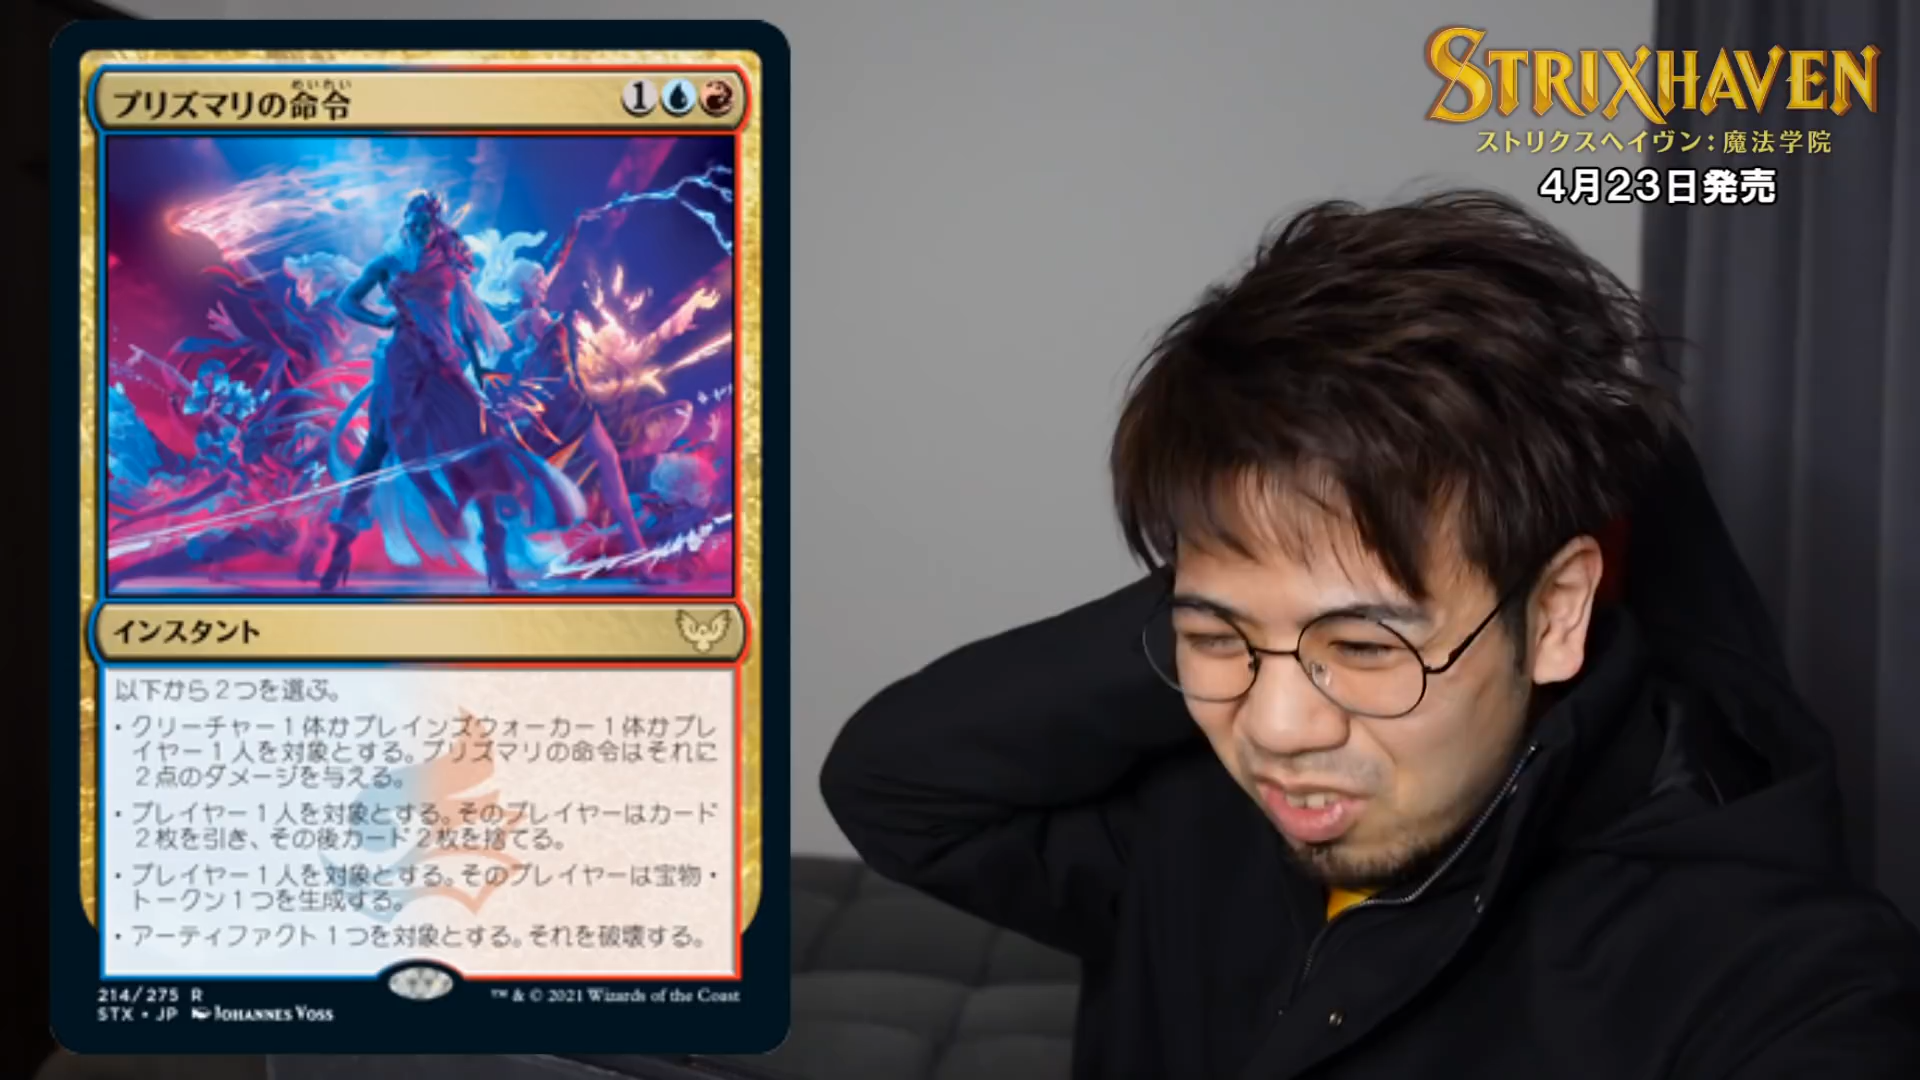 プリズマリの命令
めいれい
1
インスタント
以下から2つを選ぶ。
・クリーチャー1体かプレインズウォーカー1体かプレ
イヤー1人を対象とする。プリズマリの命令はそれに
2点のダメージを与える。
・プレイヤー1人を対象とする。そのプレイヤーはカード
2枚を引き、その後カード2枚を捨てる。
・プレイヤー1人を対象とする。そのプレイヤーは宝物・
トークン1つを生成する。
・アーティファクト1つを対象とする。それを破壊する。
214/275 R
STX • JP JOHANNES VOSS
™ & © 2021 Wizards of the Coast
STRIXHAVEN
ストリクスヘイヴン:魔法学院
4月23日発売